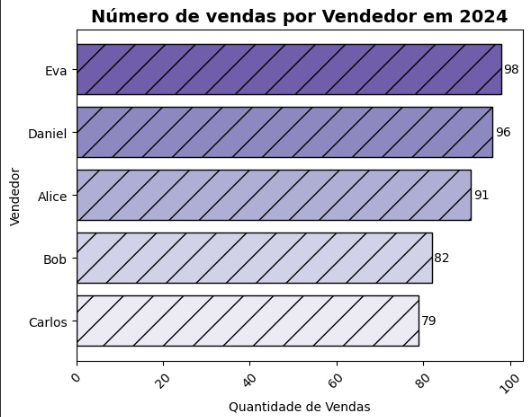 Número de vendas por Vendedor em 2024
Eva 98
Daniel 96
Alice 91
Bob 82
Carlos 79
Vendedor
0 20 40 60 80 100
Quantidade de Vendas